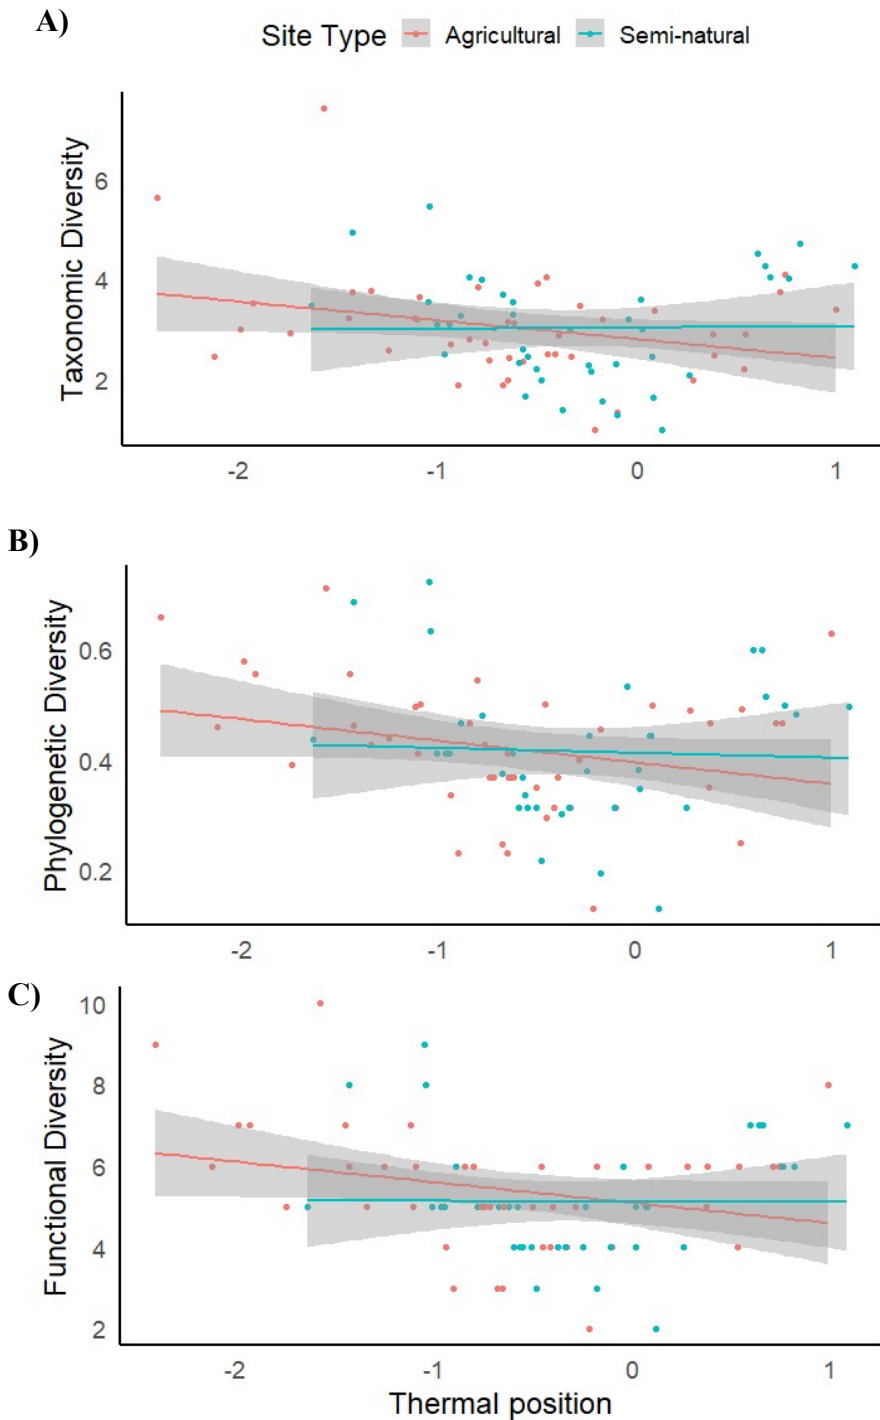 A)
Site Type Agricultural Semi-natural
Taxonomic Diversity
6
4
2
-2 -1 0 1
B)
Phylogenetic Diversity
0.6
0.4
0.2
-2 -1 0 1
C)
Functional Diversity
10
8
6
4
2
-2 -1 0 1
Thermal position